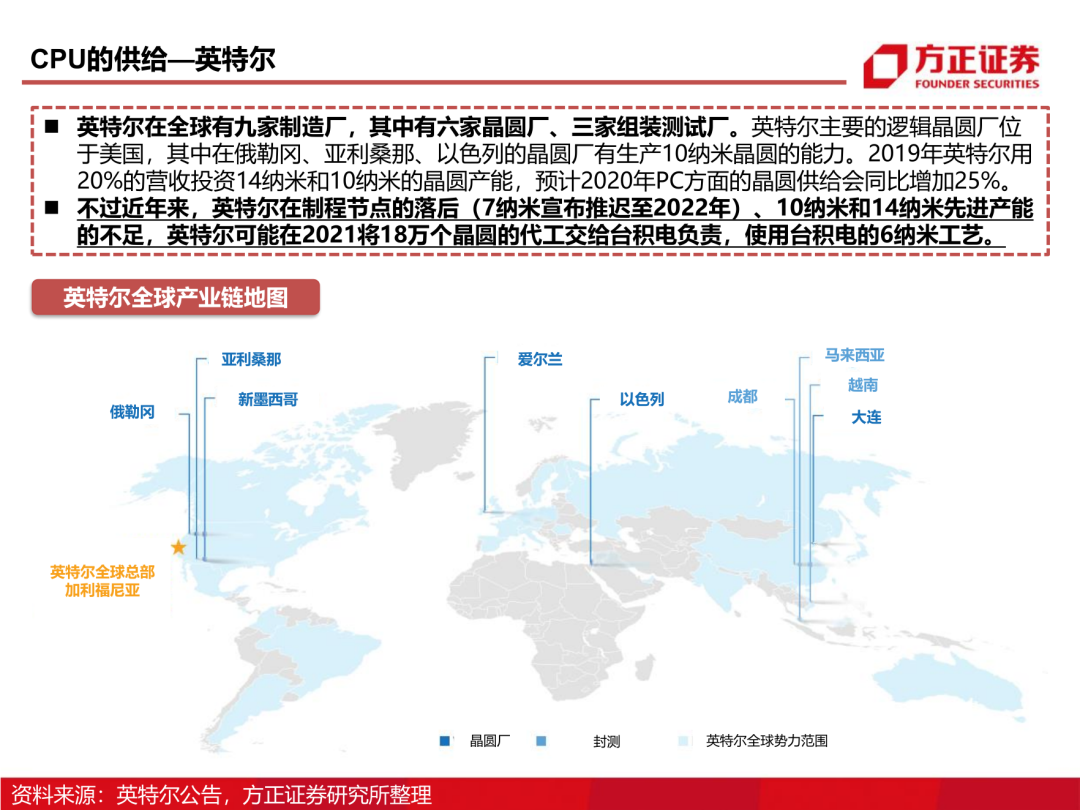 CPU的供给—英特尔
方正证券
FOUNDER SECURITIES
■ 英特尔在全球有九家制造厂，其中有六家晶圆厂、三家组装测试厂。英特尔主要的逻辑晶圆厂位
于美国，其中在俄勒冈、亚利桑那、以色列的晶圆厂有生产10纳米晶圆的能力。2019年英特尔用
20%的营收投资14纳米和10纳米的晶圆产能，预计2020年PC方面的晶圆供给会同比增加25%。
■ 不过近年来，英特尔在制程节点的落后（7纳米宣布推迟至2022年）、10纳米和14纳米先进产能
的不足，英特尔可能在2021将18万个晶圆的代工交给台积电负责，使用台积电的6纳米工艺。
英特尔全球产业链地图
亚利桑那
爱尔兰
马来西亚
越南
新墨西哥
以色列
成都
俄勒冈
大连
英特尔全球总部
加利福尼亚
晶圆厂
封测
英特尔全球势力范围
资料来源：英特尔公告，方正证券研究所整理